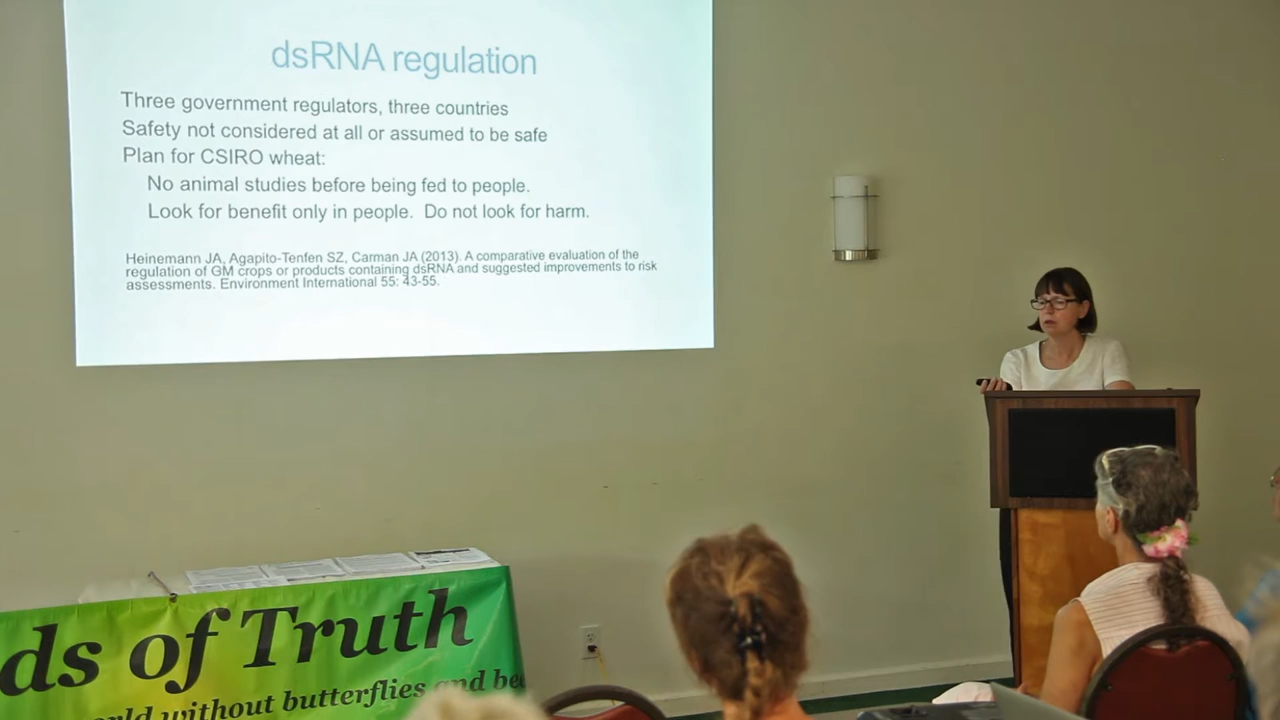 dsRNA regulation
Three government regulators, three countries
Safety not considered at all or assumed to be safe
Plan for CSIRO wheat:
No animal studies before being fed to people.
Look for benefit only in people. Do not look for harm.
Heinemann JA, Agapito-Tenfen SZ, Carman JA (2013). A comparative evaluation of the
regulation of GM crops or products containing dsRNA and suggested improvements to risk
assessments. Environment International 55: 43-55.
ds of Truth
without butterflies and